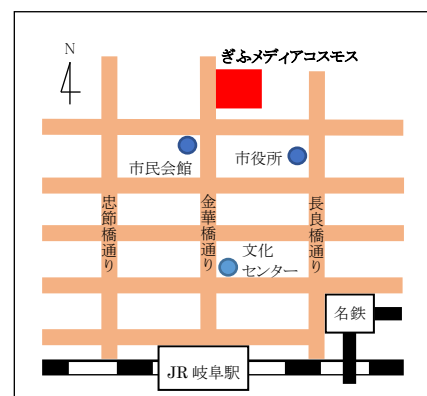 N
ぎふメディアコスモス
市民会館
市役所
忠節橋通り
金華橋通り
長良橋通り
文化
センター
名鉄
JR 岐阜駅